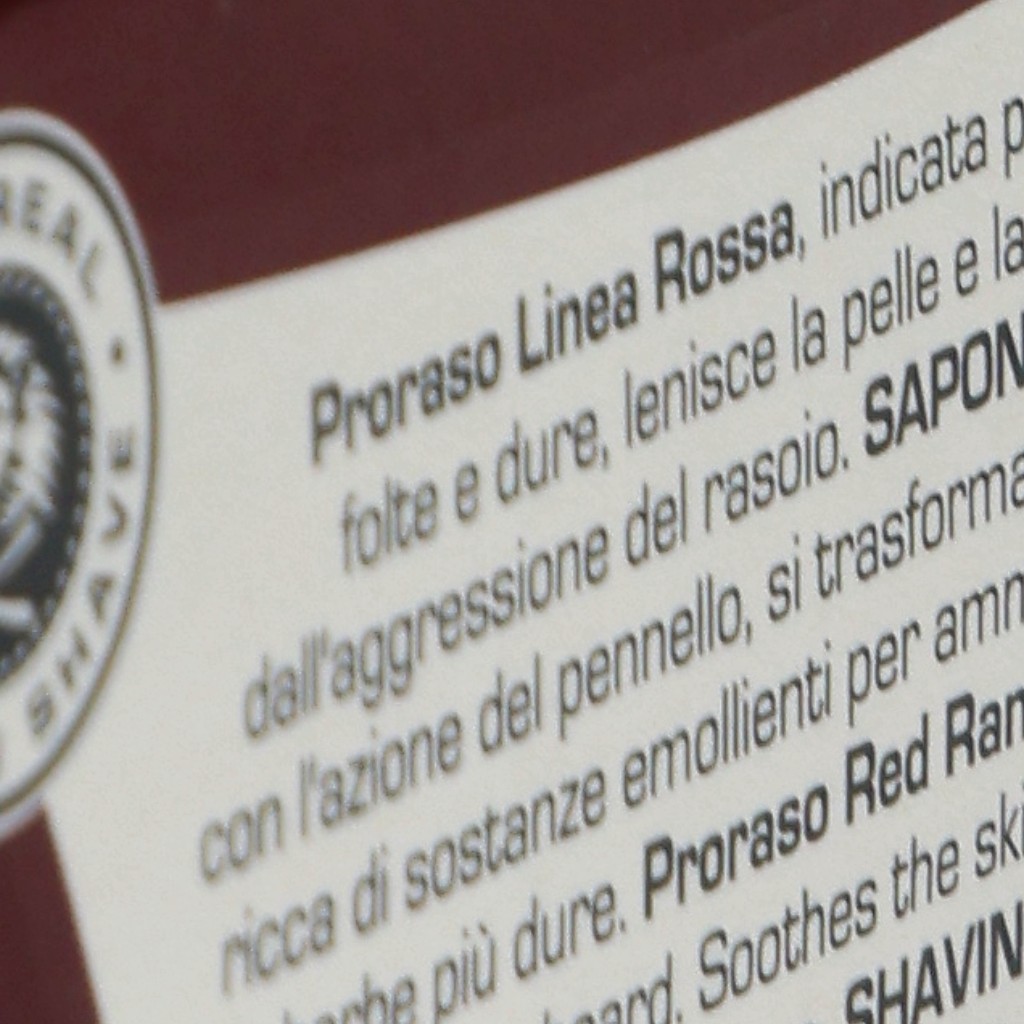 REAL • SHAVE
Proraso Linea Rossa, indicata
folte e dure, lenisce la pelle e la
dall'aggressione del rasoio. SAPON
con l'azione del pennello, si trasforma
ricca di sostanze emollienti per amm
più dure. Proraso Red Ran
Soothes the ski
SHAVIN